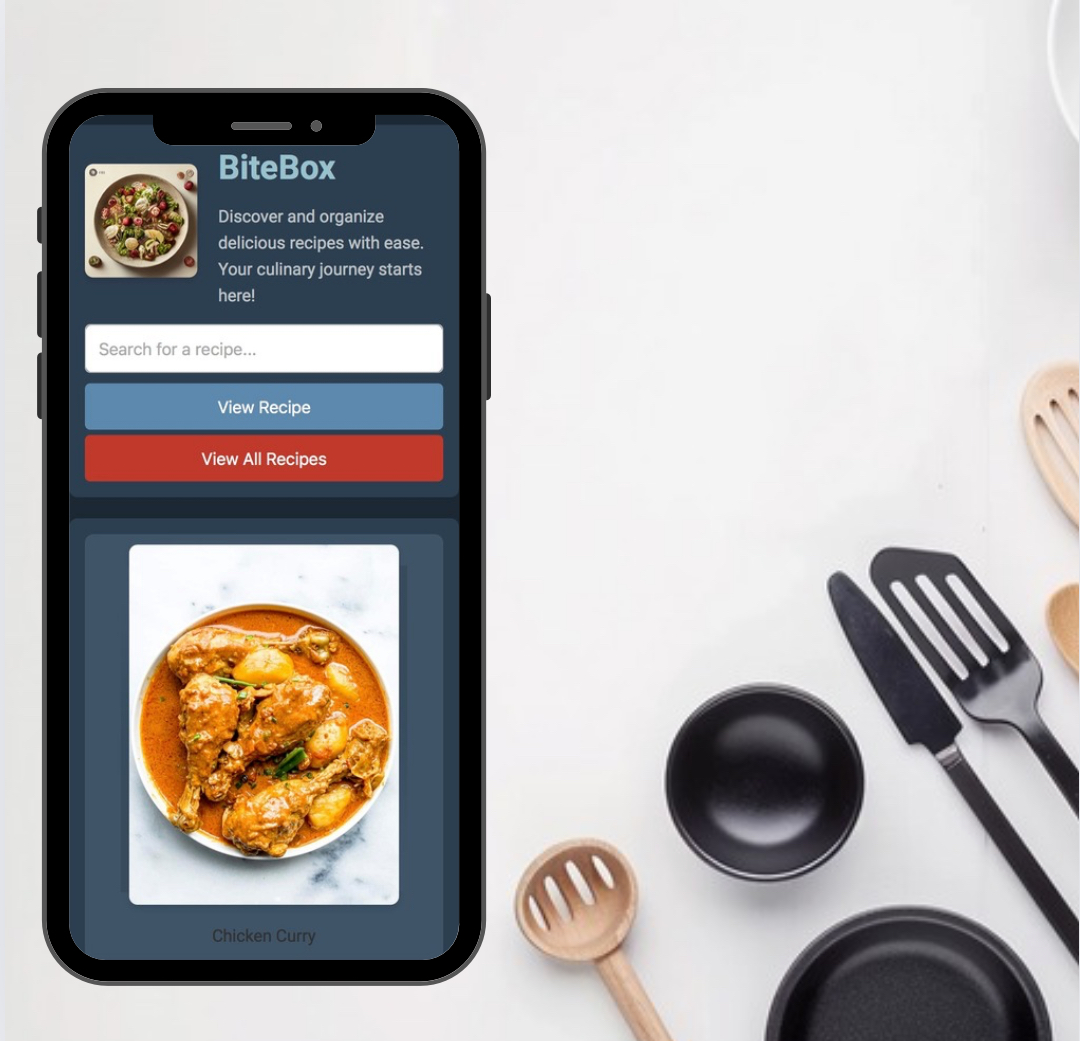 BiteBox
Discover and organize
delicious recipes with ease.
Your culinary journey starts
here!
Search for a recipe...
View Recipe
View All Recipes
Chicken Curry